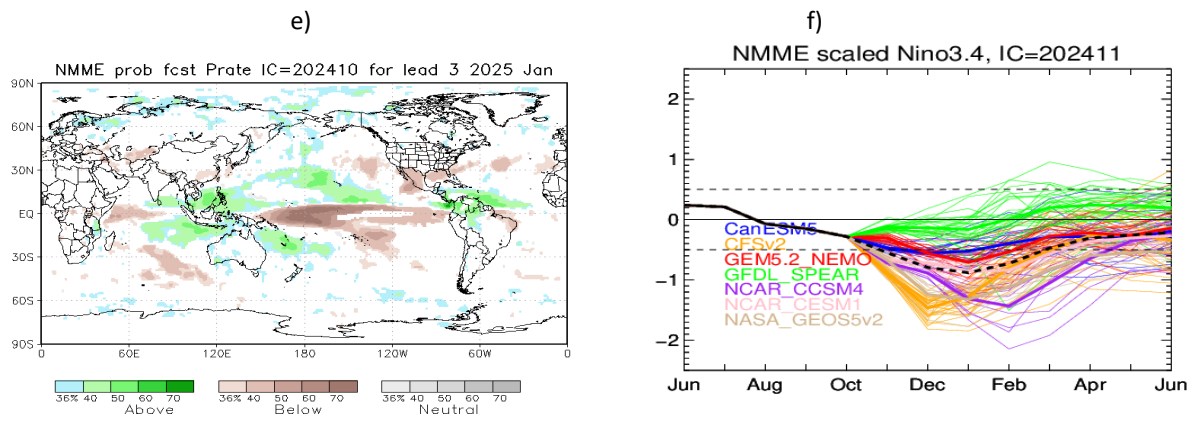 e)
f)
NMME prob fcst Prate IC=202410 for lead 3 2025 Jan
90N
60N
30N
EQ
30S
60S
90S
0 60E 120E 180 120W 60W 0
36% 40 50 60 70
Above
36% 40 50 60 70
Below
36% 40 50 60 70
Neutral
NMME scaled Nino3.4, IC=202411
2
1
0
−1
−2
CanESM5
CFSv2
GEM5.2_NEMO
GFDL_SPEAR
NCAR_CCSM4
NCAR_CESM1
NASA_GEOS5v2
Jun Aug Oct Dec Feb Apr Jun